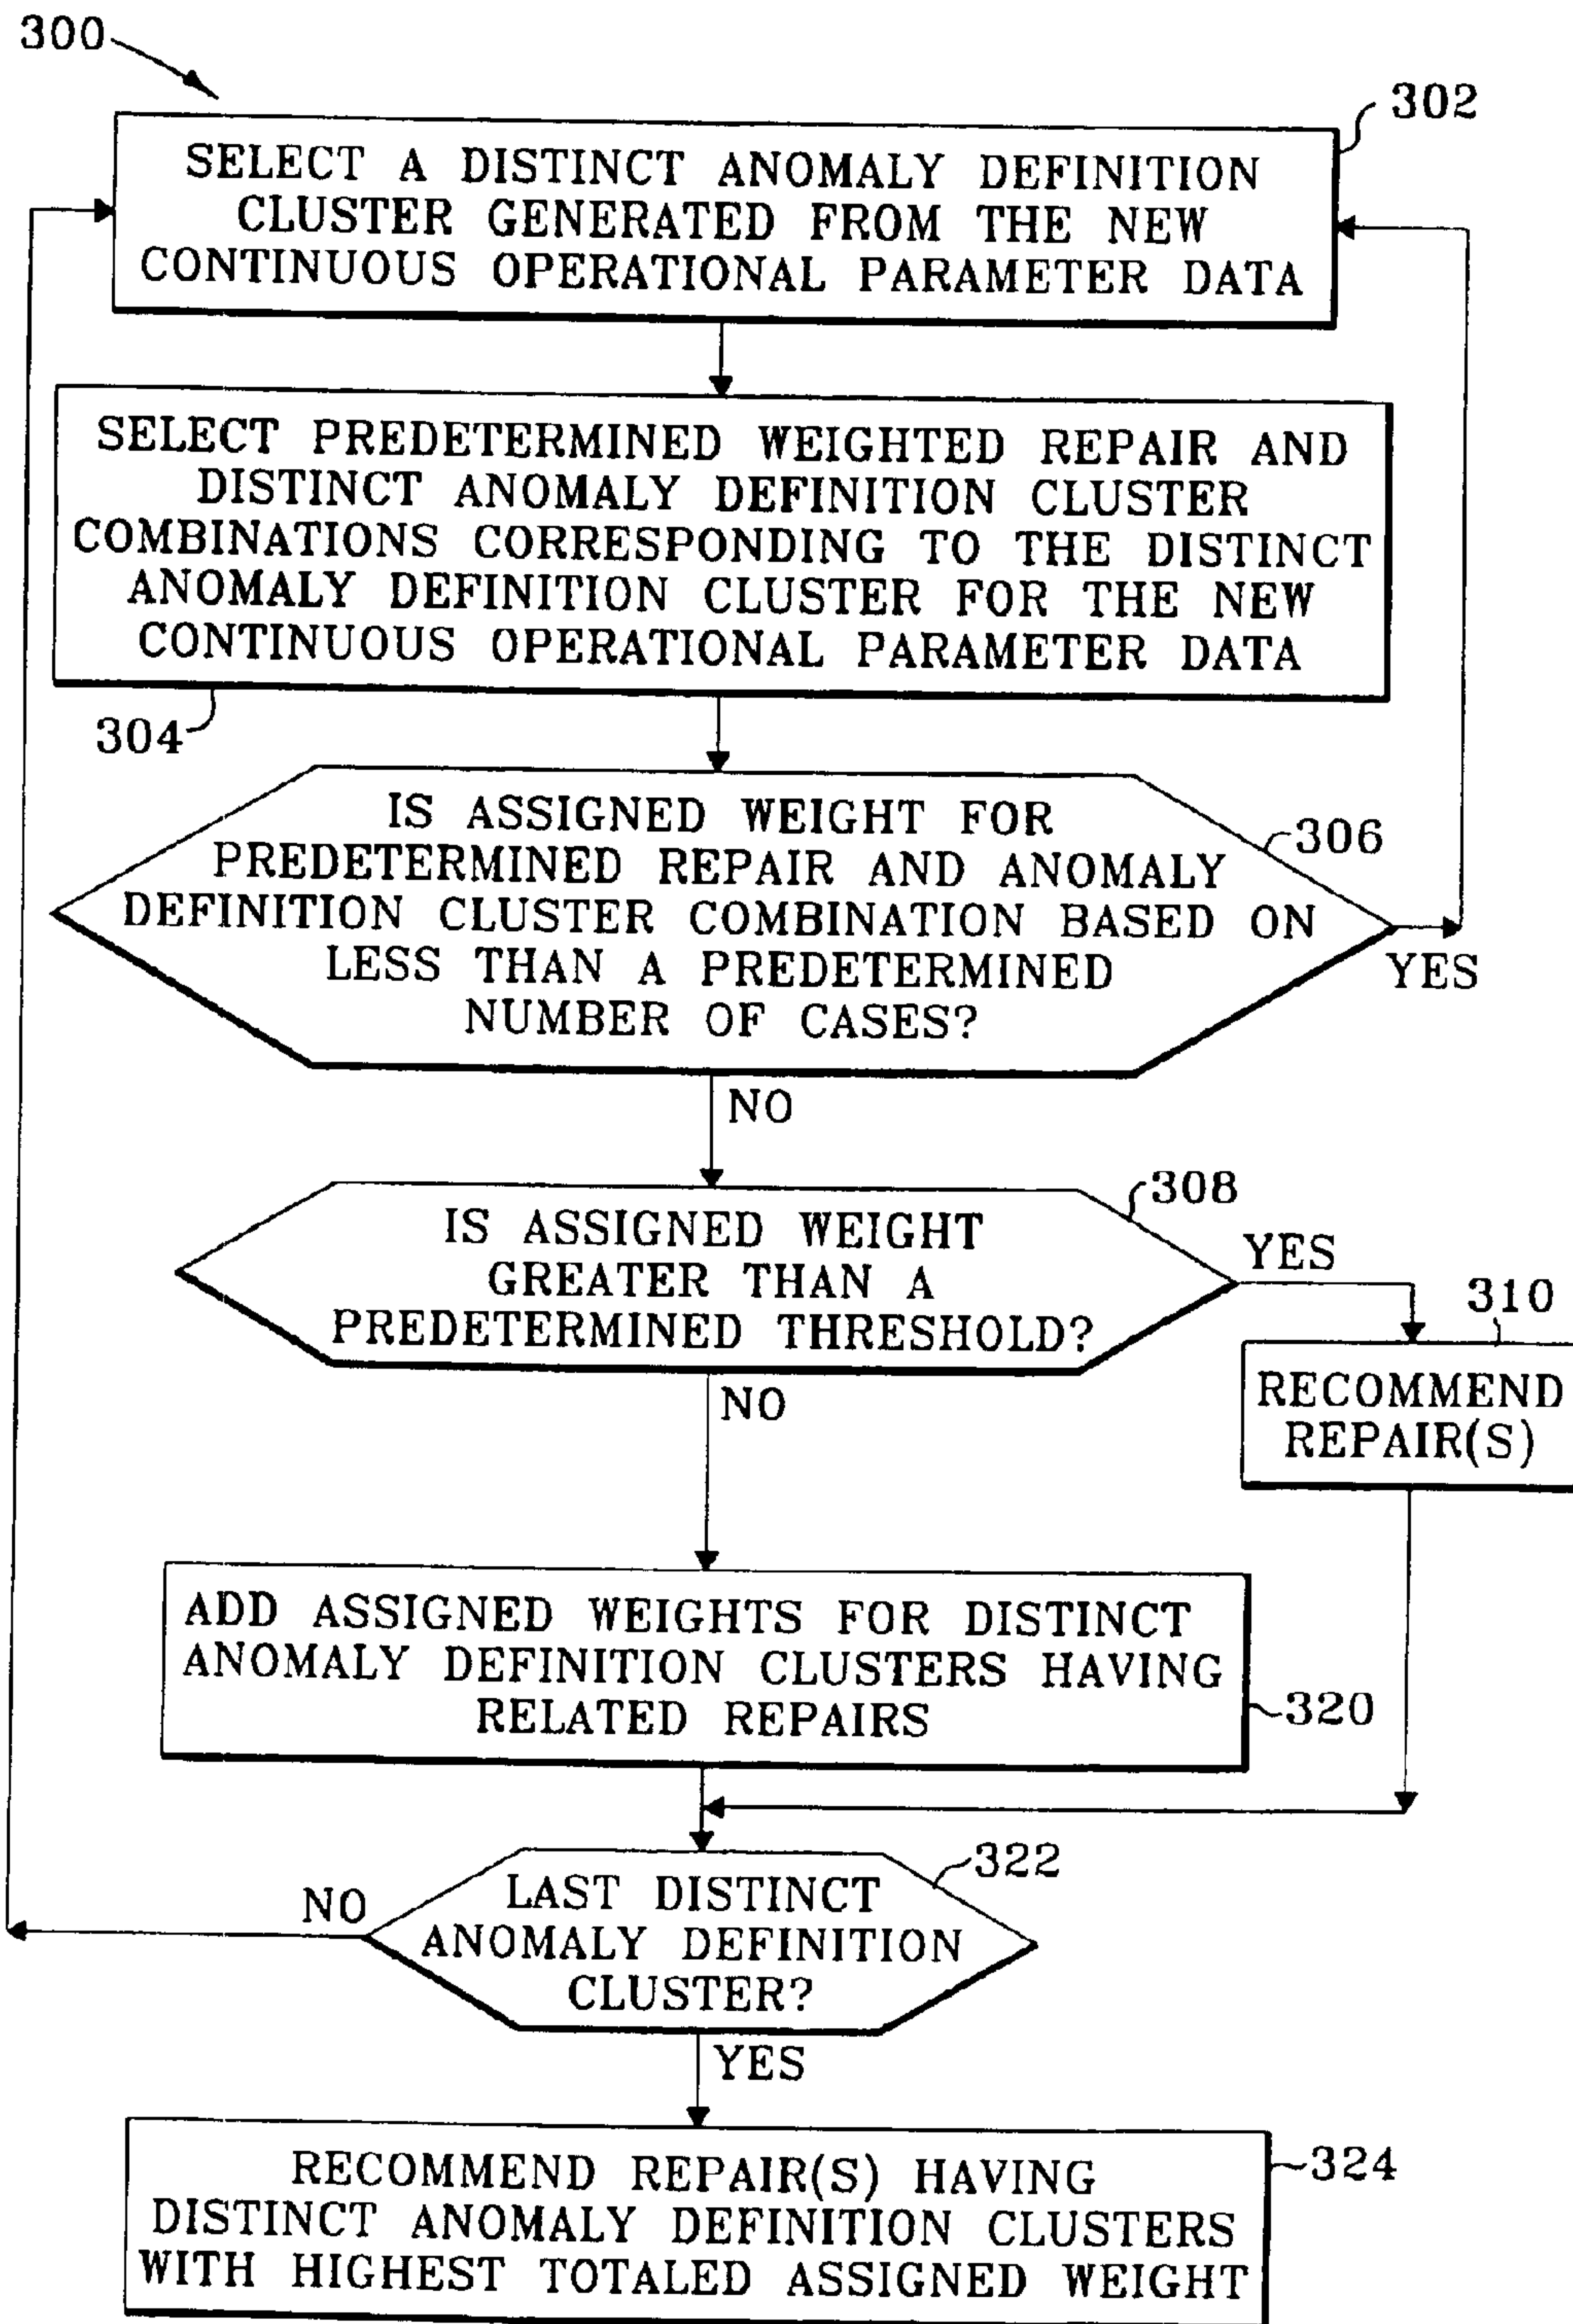 300
302
SELECT A DISTINCT ANOMALY DEFINITION
CLUSTER GENERATED FROM THE NEW
CONTINUOUS OPERATIONAL PARAMETER DATA
SELECT PREDETERMINED WEIGHTED REPAIR AND
DISTINCT ANOMALY DEFINITION CLUSTER
COMBINATIONS CORRESPONDING TO THE DISTINCT
ANOMALY DEFINITION CLUSTER FOR THE NEW
CONTINUOUS OPERATIONAL PARAMETER DATA
304
IS ASSIGNED WEIGHT FOR
PREDETERMINED REPAIR AND ANOMALY
DEFINITION CLUSTER COMBINATION BASED ON
LESS THAN A PREDETERMINED
NUMBER OF CASES?
306
YES
NO
308
IS ASSIGNED WEIGHT
GREATER THAN A
PREDETERMINED THRESHOLD?
YES
310
RECOMMEND
REPAIR(S)
NO
ADD ASSIGNED WEIGHTS FOR DISTINCT
ANOMALY DEFINITION CLUSTERS HAVING
RELATED REPAIRS
320
322
LAST DISTINCT
ANOMALY DEFINITION
CLUSTER?
NO
YES
RECOMMEND REPAIR(S) HAVING
DISTINCT ANOMALY DEFINITION CLUSTERS
WITH HIGHEST TOTALED ASSIGNED WEIGHT
324